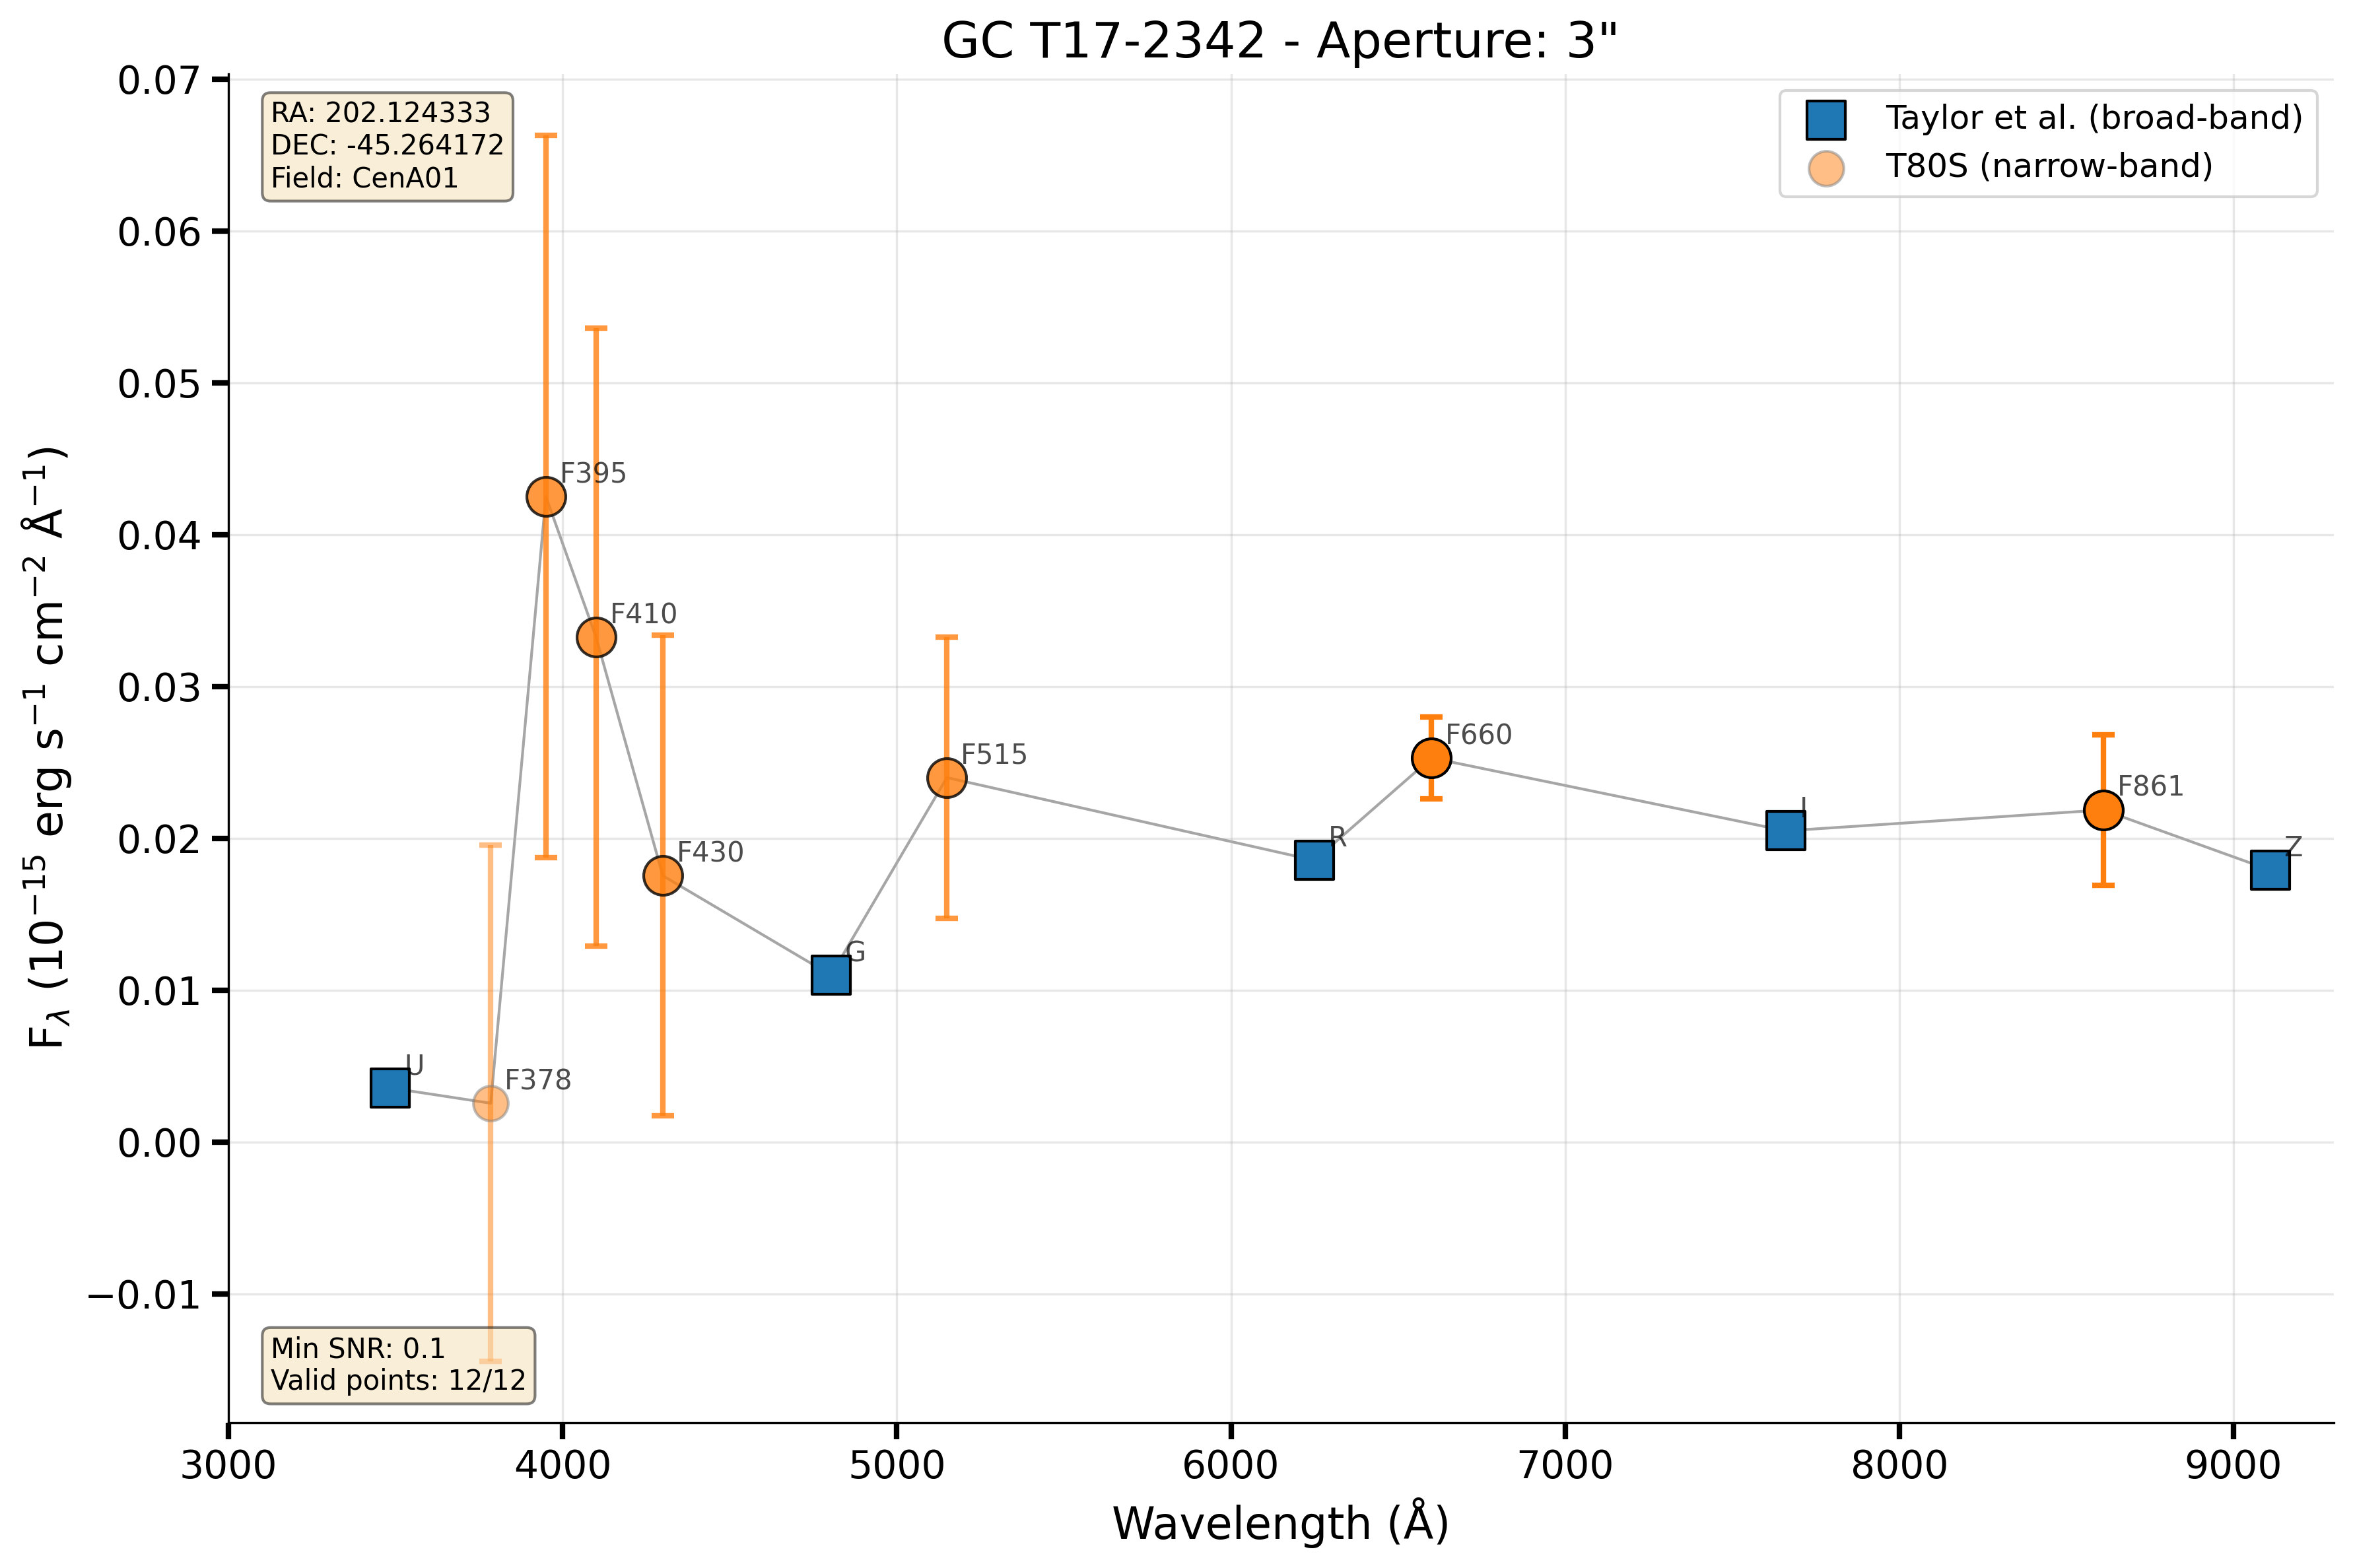 GC T17-2342 - Aperture: 3"
RA: 202.124333
DEC: -45.264172
Field: CenA01
Taylor et al. (broad-band)
T80S (narrow-band)
0.07
0.06
0.05
0.04
0.03
0.02
0.01
0.00
−0.01
F_λ (10⁻¹⁵ erg s⁻¹ cm⁻² Å⁻¹)
F395
F410
F430
F515
F660
F861
I
R
Z
G
U
F378
Min SNR: 0.1
Valid points: 12/12
3000 4000 5000 6000 7000 8000 9000
Wavelength (Å)